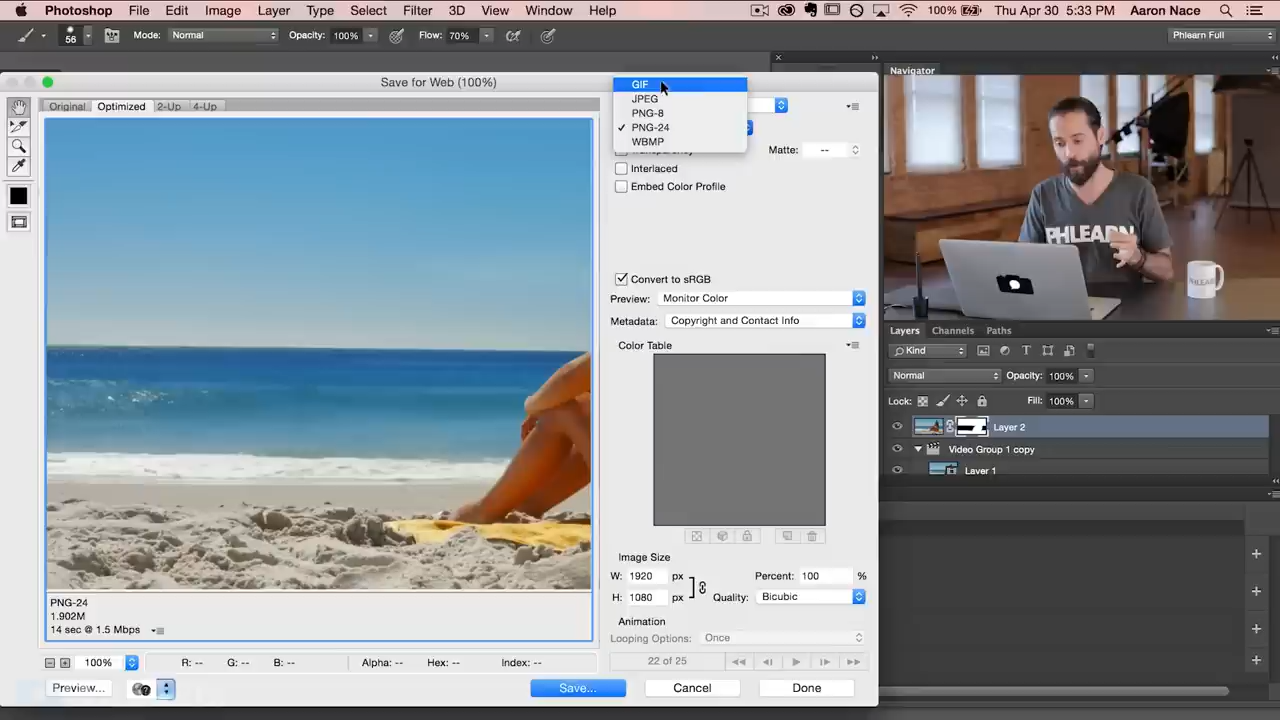 Photoshop File Edit Image Layer Type Select Filter 3D View Window Help 100% Thu Apr 30 5:33 PM Aaron Nace
56 Mode: Normal Opacity: 100% Flow: 70% Phlearn Full
Save for Web (100%)
Original Optimized 2-Up 4-Up
GIF
JPEG
PNG-8
PNG-24
WBMP
Transparency Matte: --
Interlaced
Embed Color Profile
Convert to sRGB
Preview: Monitor Color
Metadata: Copyright and Contact Info
Color Table
Image Size
W: 1920 px Percent: 100 %
H: 1080 px Quality: Bicubic
Animation
Looping Options: Once
22 of 25
PNG-24
1.902M
14 sec @ 1.5 Mbps
100% R: -- G: -- B: -- Alpha: -- Hex: -- Index: --
Preview... Save... Cancel Done
Navigator
PHLEARN
PHLEARN
Layers Channels Paths
Kind
Normal Opacity: 100%
Lock: Fill: 100%
Layer 2
Video Group 1 copy
Layer 1